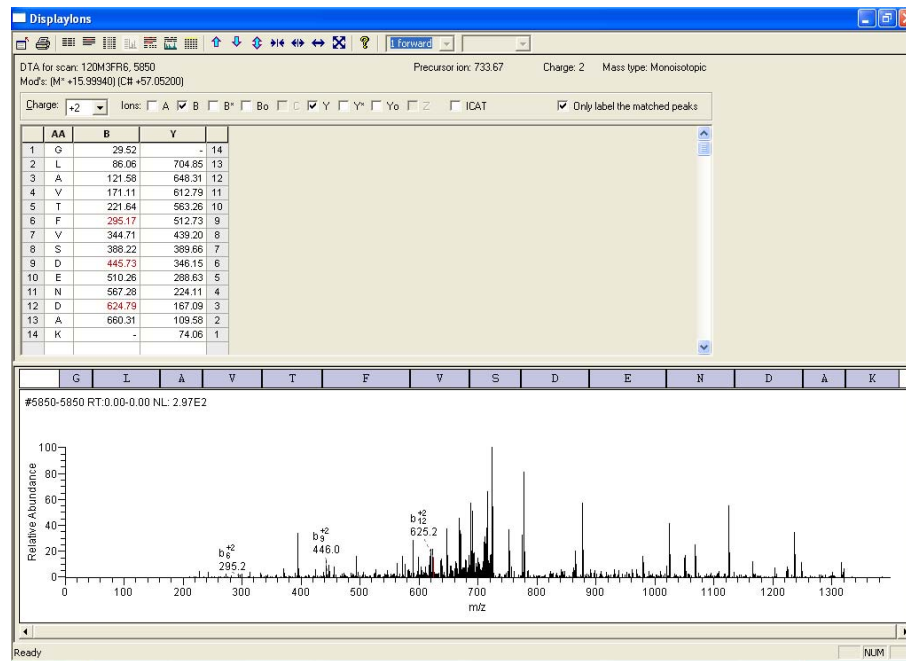 DisplayIons
1 forward
DTA for scan: 120M3FR6, 5850 Precursor ion: 733.67 Charge: 2 Mass type: Monoisotopic
Mod's: (M* +15.99940) (C# +57.05200)
Charge: +2 Ions: A B B* Bo C Y Y* Yo Z ICAT Only label the matched peaks
AA B Y
1 G 29.52 - 14
2 L 86.06 704.85 13
3 A 121.58 648.31 12
4 V 171.11 612.79 11
5 T 221.64 563.26 10
6 F 295.17 512.73 9
7 V 344.71 439.20 8
8 S 388.22 389.66 7
9 D 445.73 346.15 6
10 E 510.26 288.63 5
11 N 567.28 224.11 4
12 D 624.79 167.09 3
13 A 660.31 109.58 2
14 K - 74.06 1
G L A V T F V S D E N D A K
#5850-5850 RT:0.00-0.00 NL: 2.97E2
Relative Abundance
100
80
60
40
20
0
b12 +2
625.2
b9 +2
446.0
b6 +2
295.2
0 100 200 300 400 500 600 700 800 900 1000 1100 1200 1300
m/z
Ready NUM